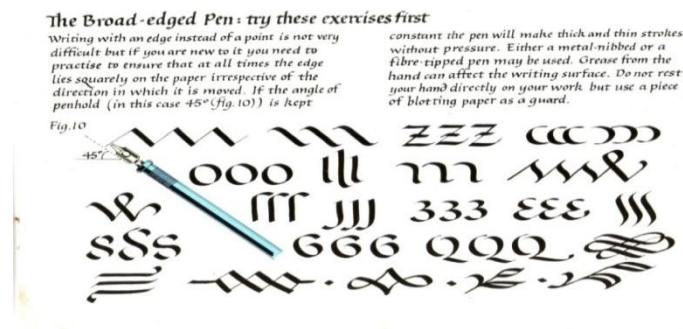 The Broad-edged Pen: try these exercises first
Writing with an edge instead of a point is not very
difficult but if you are new to it you need to
practise to ensure that at all times the edge
lies squarely on the paper irrespective of the
direction in which it is moved. If the angle of
penhold (in this case 45° (fig. 10)) is kept
constant the pen will make thick and thin strokes
without pressure. Either a metal-nibbed or a
fibre-tipped pen may be used. Grease from the
hand can affect the writing surface. Do not rest
your hand directly on your work but use a piece
of blotting paper as a guard.
Fig.10
45°
zzz ccc
ooo
333 εεε
sSs 666 QQQ